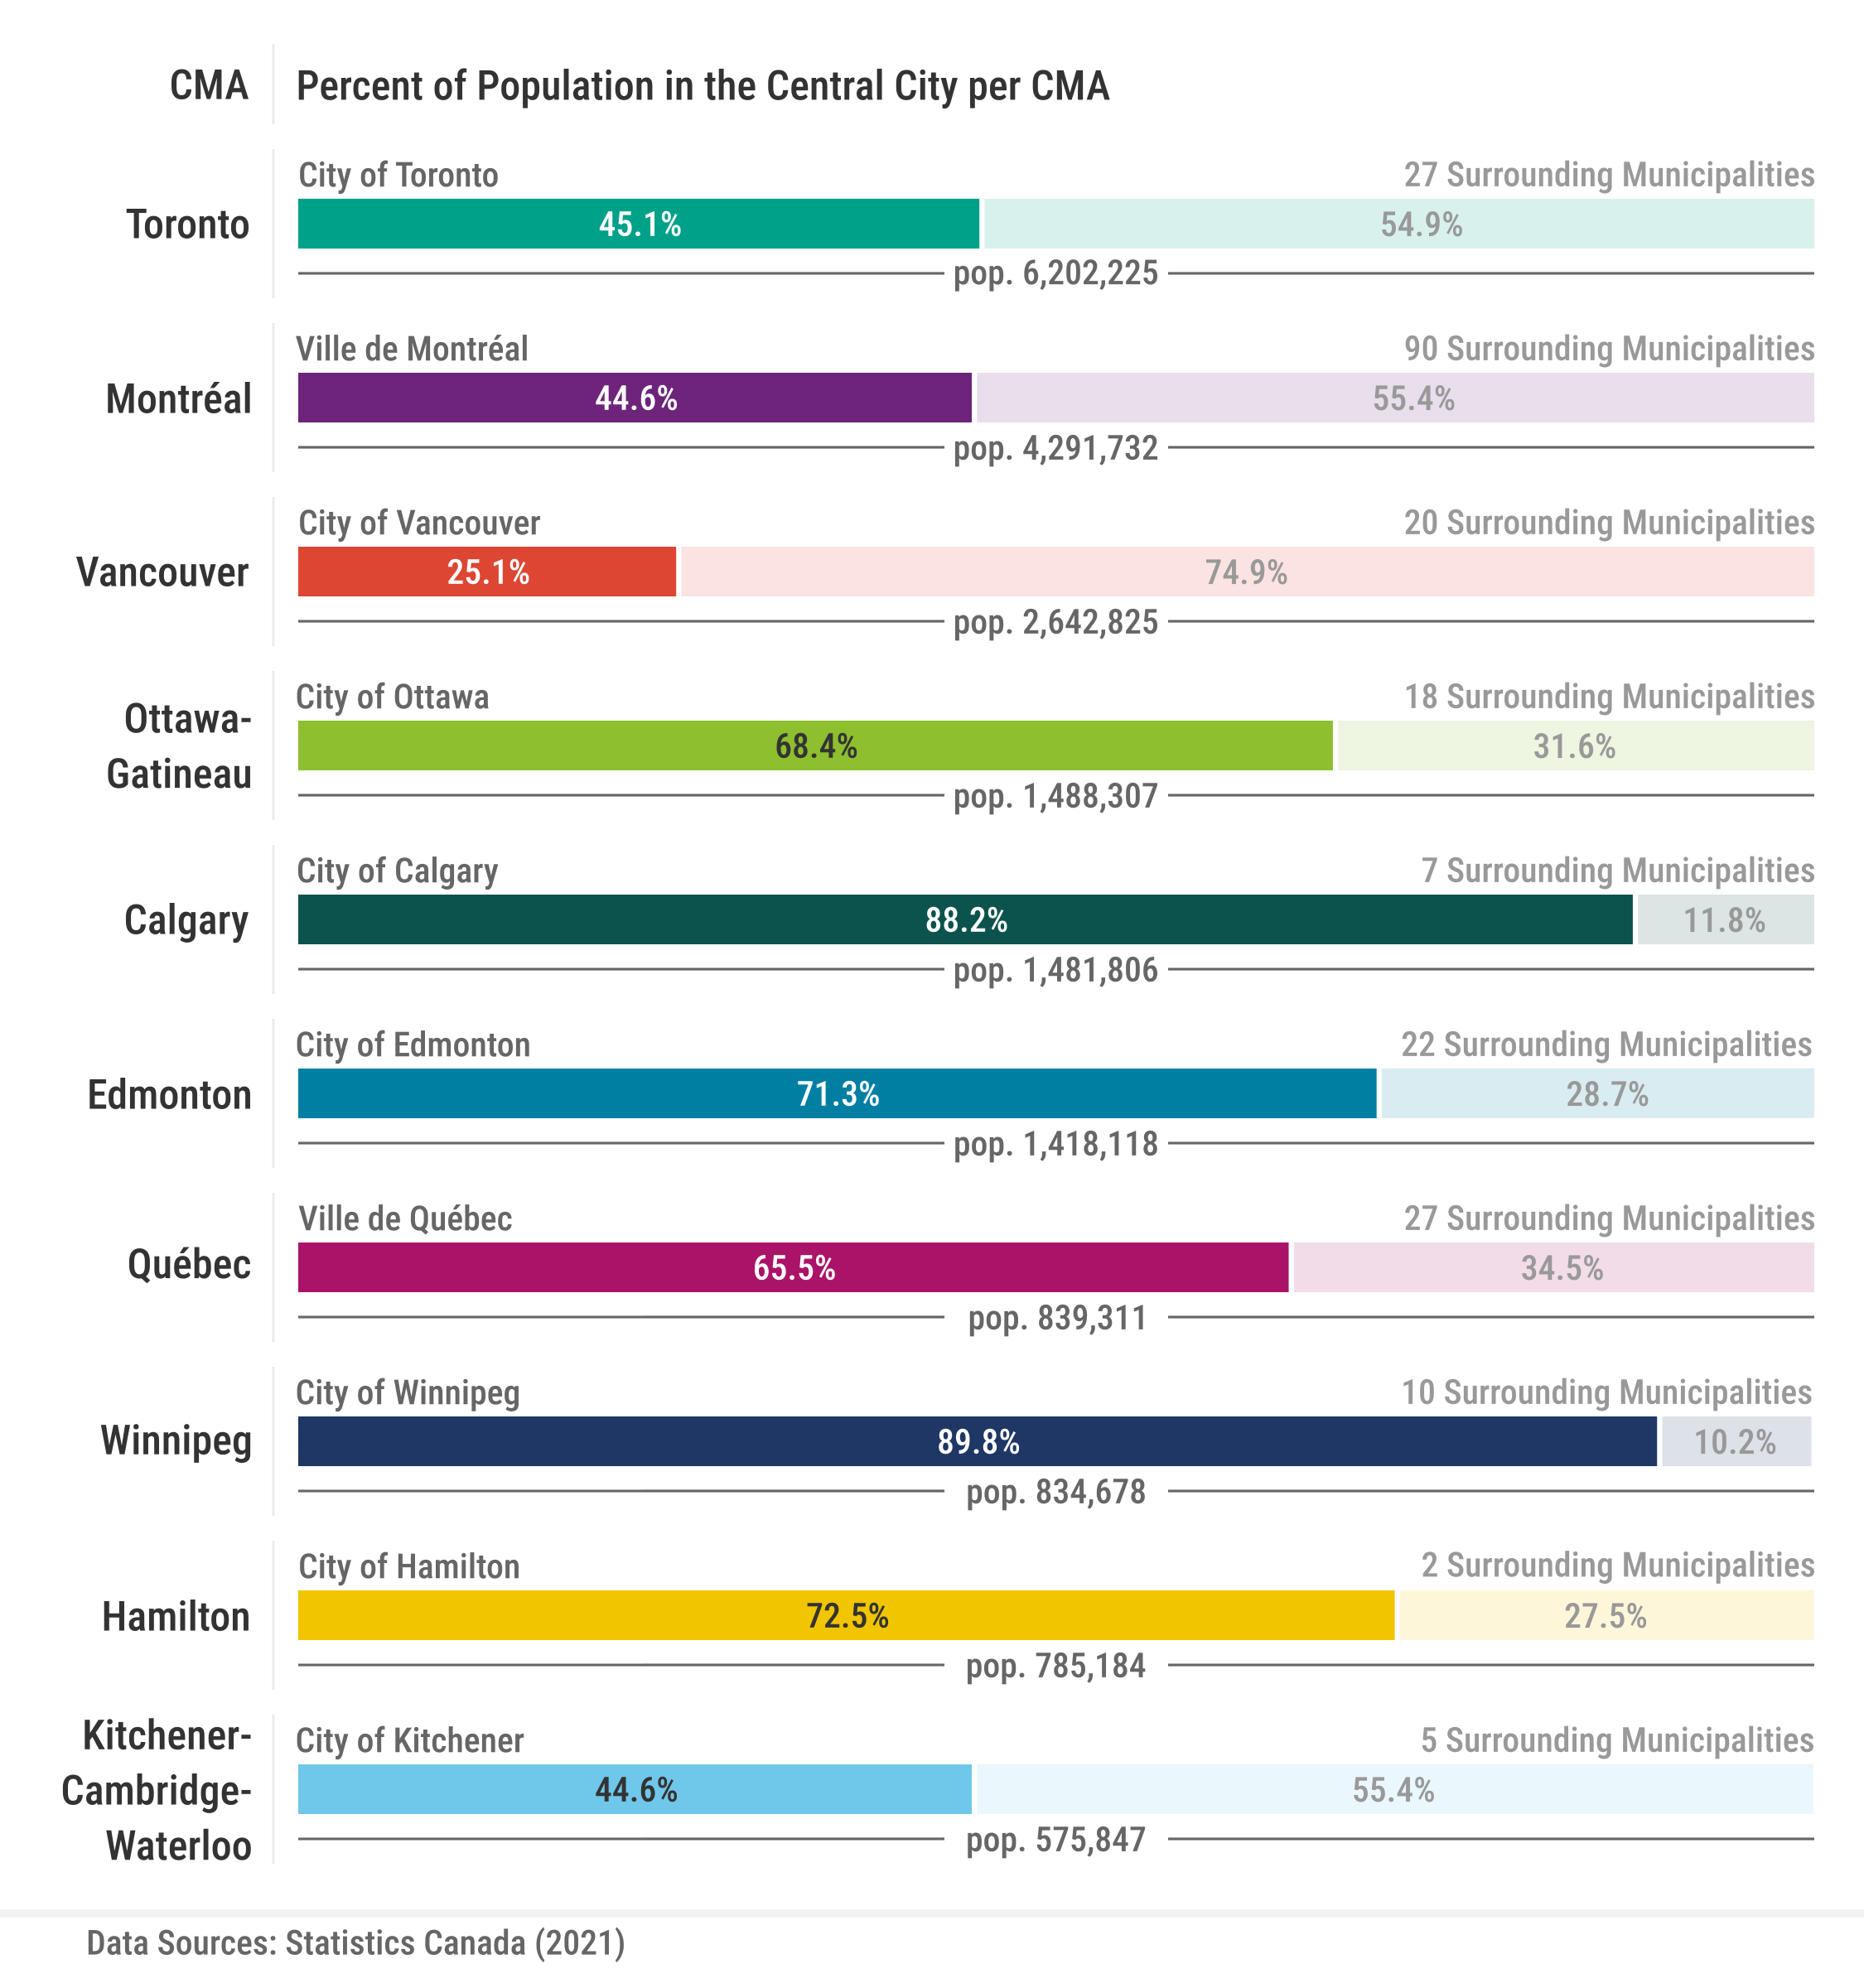 CMA
Percent of Population in the Central City per CMA
Toronto
City of Toronto
27 Surrounding Municipalities
45.1%
54.9%
pop. 6,202,225
Montréal
Ville de Montréal
90 Surrounding Municipalities
44.6%
55.4%
pop. 4,291,732
Vancouver
City of Vancouver
20 Surrounding Municipalities
25.1%
74.9%
pop. 2,642,825
Ottawa-
Gatineau
City of Ottawa
18 Surrounding Municipalities
68.4%
31.6%
pop. 1,488,307
Calgary
City of Calgary
7 Surrounding Municipalities
88.2%
11.8%
pop. 1,481,806
Edmonton
City of Edmonton
22 Surrounding Municipalities
71.3%
28.7%
pop. 1,418,118
Québec
Ville de Québec
27 Surrounding Municipalities
65.5%
34.5%
pop. 839,311
Winnipeg
City of Winnipeg
10 Surrounding Municipalities
89.8%
10.2%
pop. 834,678
Hamilton
City of Hamilton
2 Surrounding Municipalities
72.5%
27.5%
pop. 785,184
Kitchener-
Cambridge-
Waterloo
City of Kitchener
5 Surrounding Municipalities
44.6%
55.4%
pop. 575,847
Data Sources: Statistics Canada (2021)